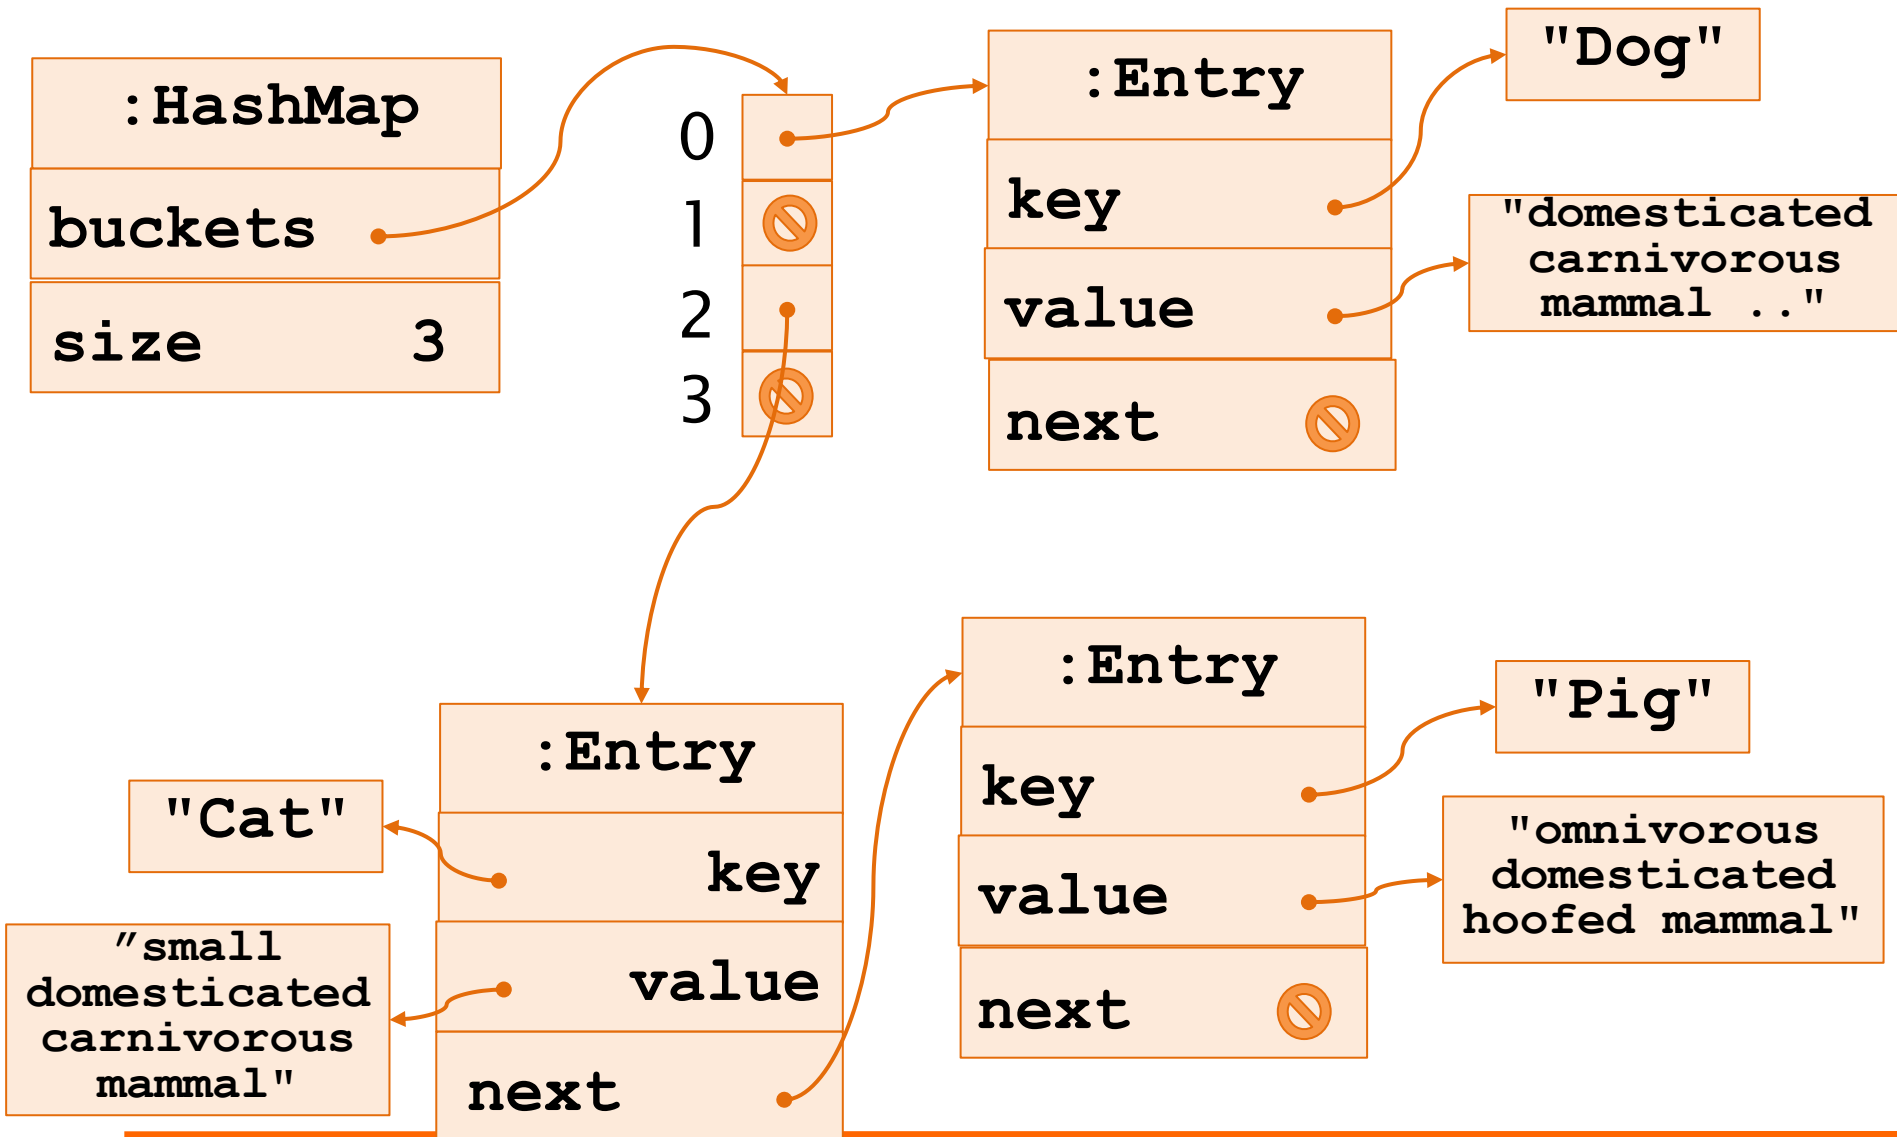 :HashMap
buckets
size 3
0
1
2
3
:Entry
key
value
next
"Dog"
"domesticated
carnivorous
mammal .."
:Entry
key
value
next
"Cat"
″small
domesticated
carnivorous
mammal"
:Entry
key
value
next
"Pig"
"omnivorous
domesticated
hoofed mammal"